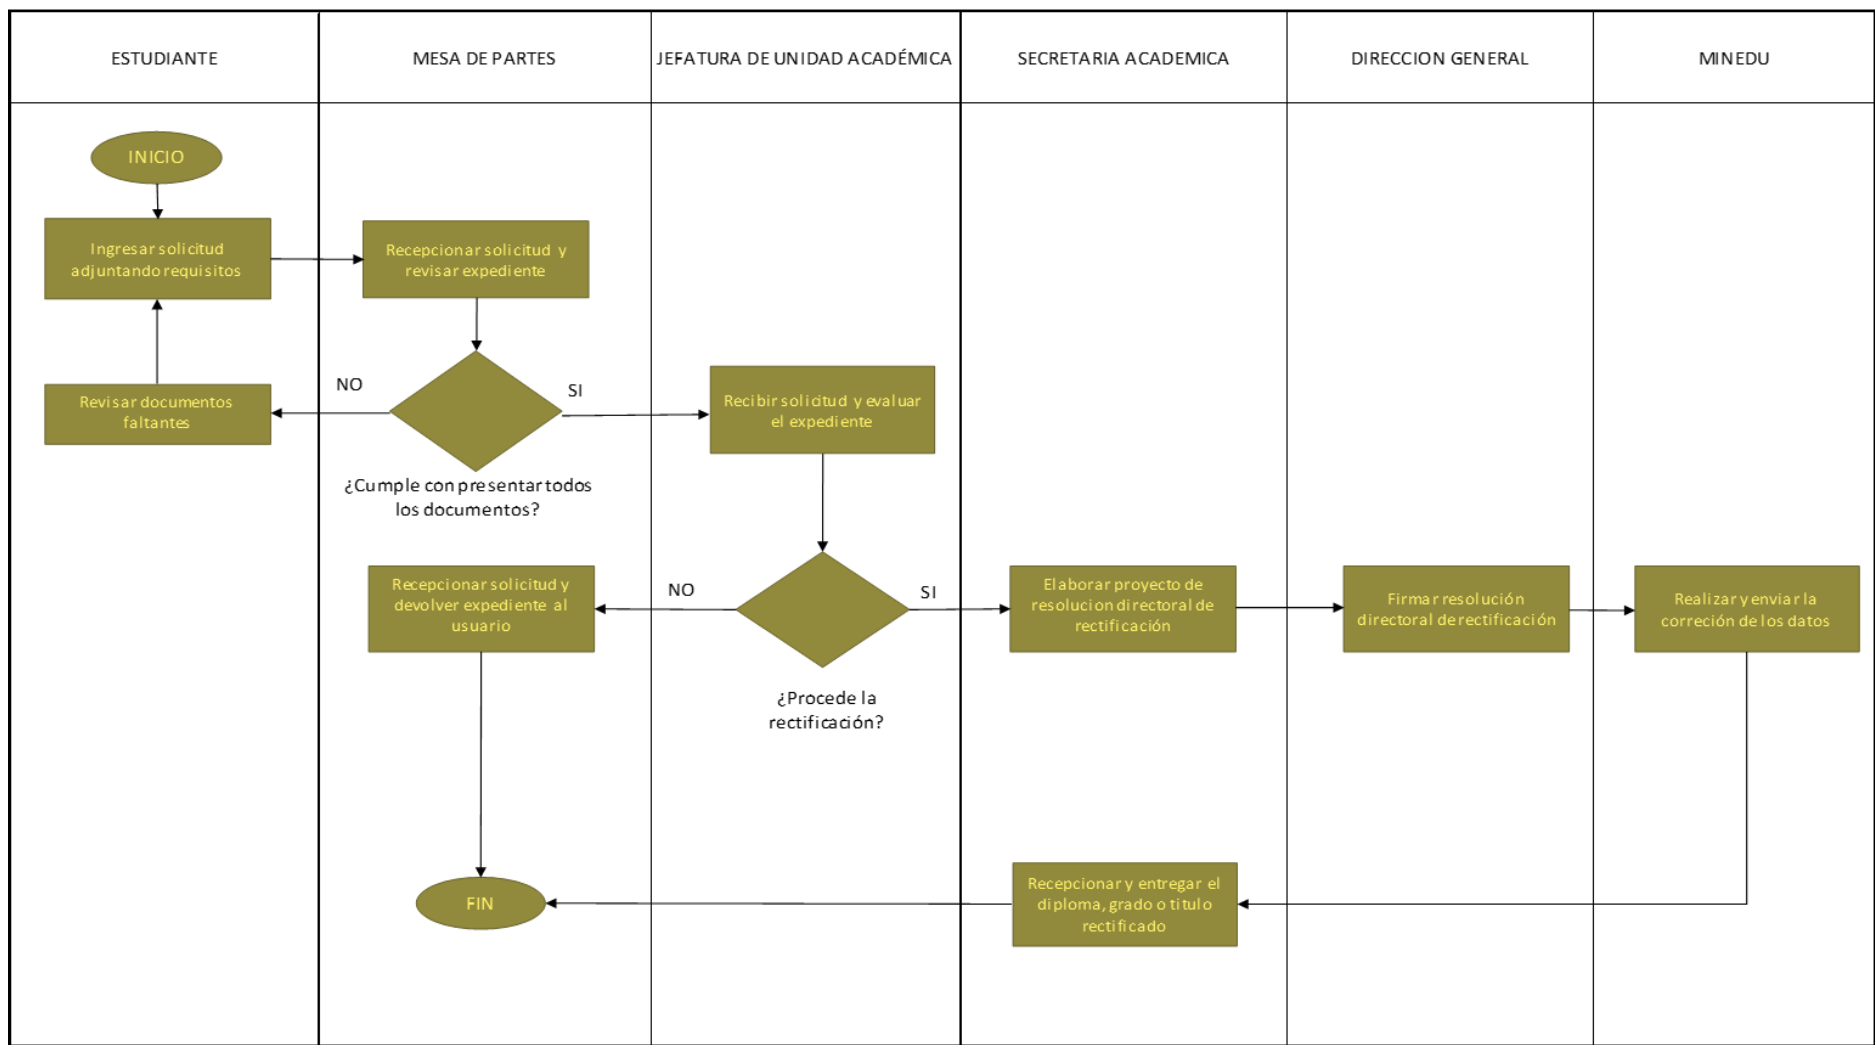 ESTUDIANTE
MESA DE PARTES
JEFATURA DE UNIDAD ACADÉMICA
SECRETARIA ACADEMICA
DIRECCION GENERAL
MINEDU
INICIO
Ingresar solicitud
adjuntando requisitos
Recepcionar solicitud y
revisar expediente
NO
SI
Revisar documentos
faltantes
Recibir solicitud y evaluar
el expediente
¿Cumple con presentar todos
los documentos?
Recepcionar solicitud y
devolver expediente al
usuario
NO
SI
Elaborar proyecto de
resolucion directoral de
rectificación
Firmar resolución
directoral de rectificación
Realizar y enviar la
correción de los datos
¿Procede la
rectificación?
FIN
Recepcionar y entregar el
diploma, grado o titulo
rectificado